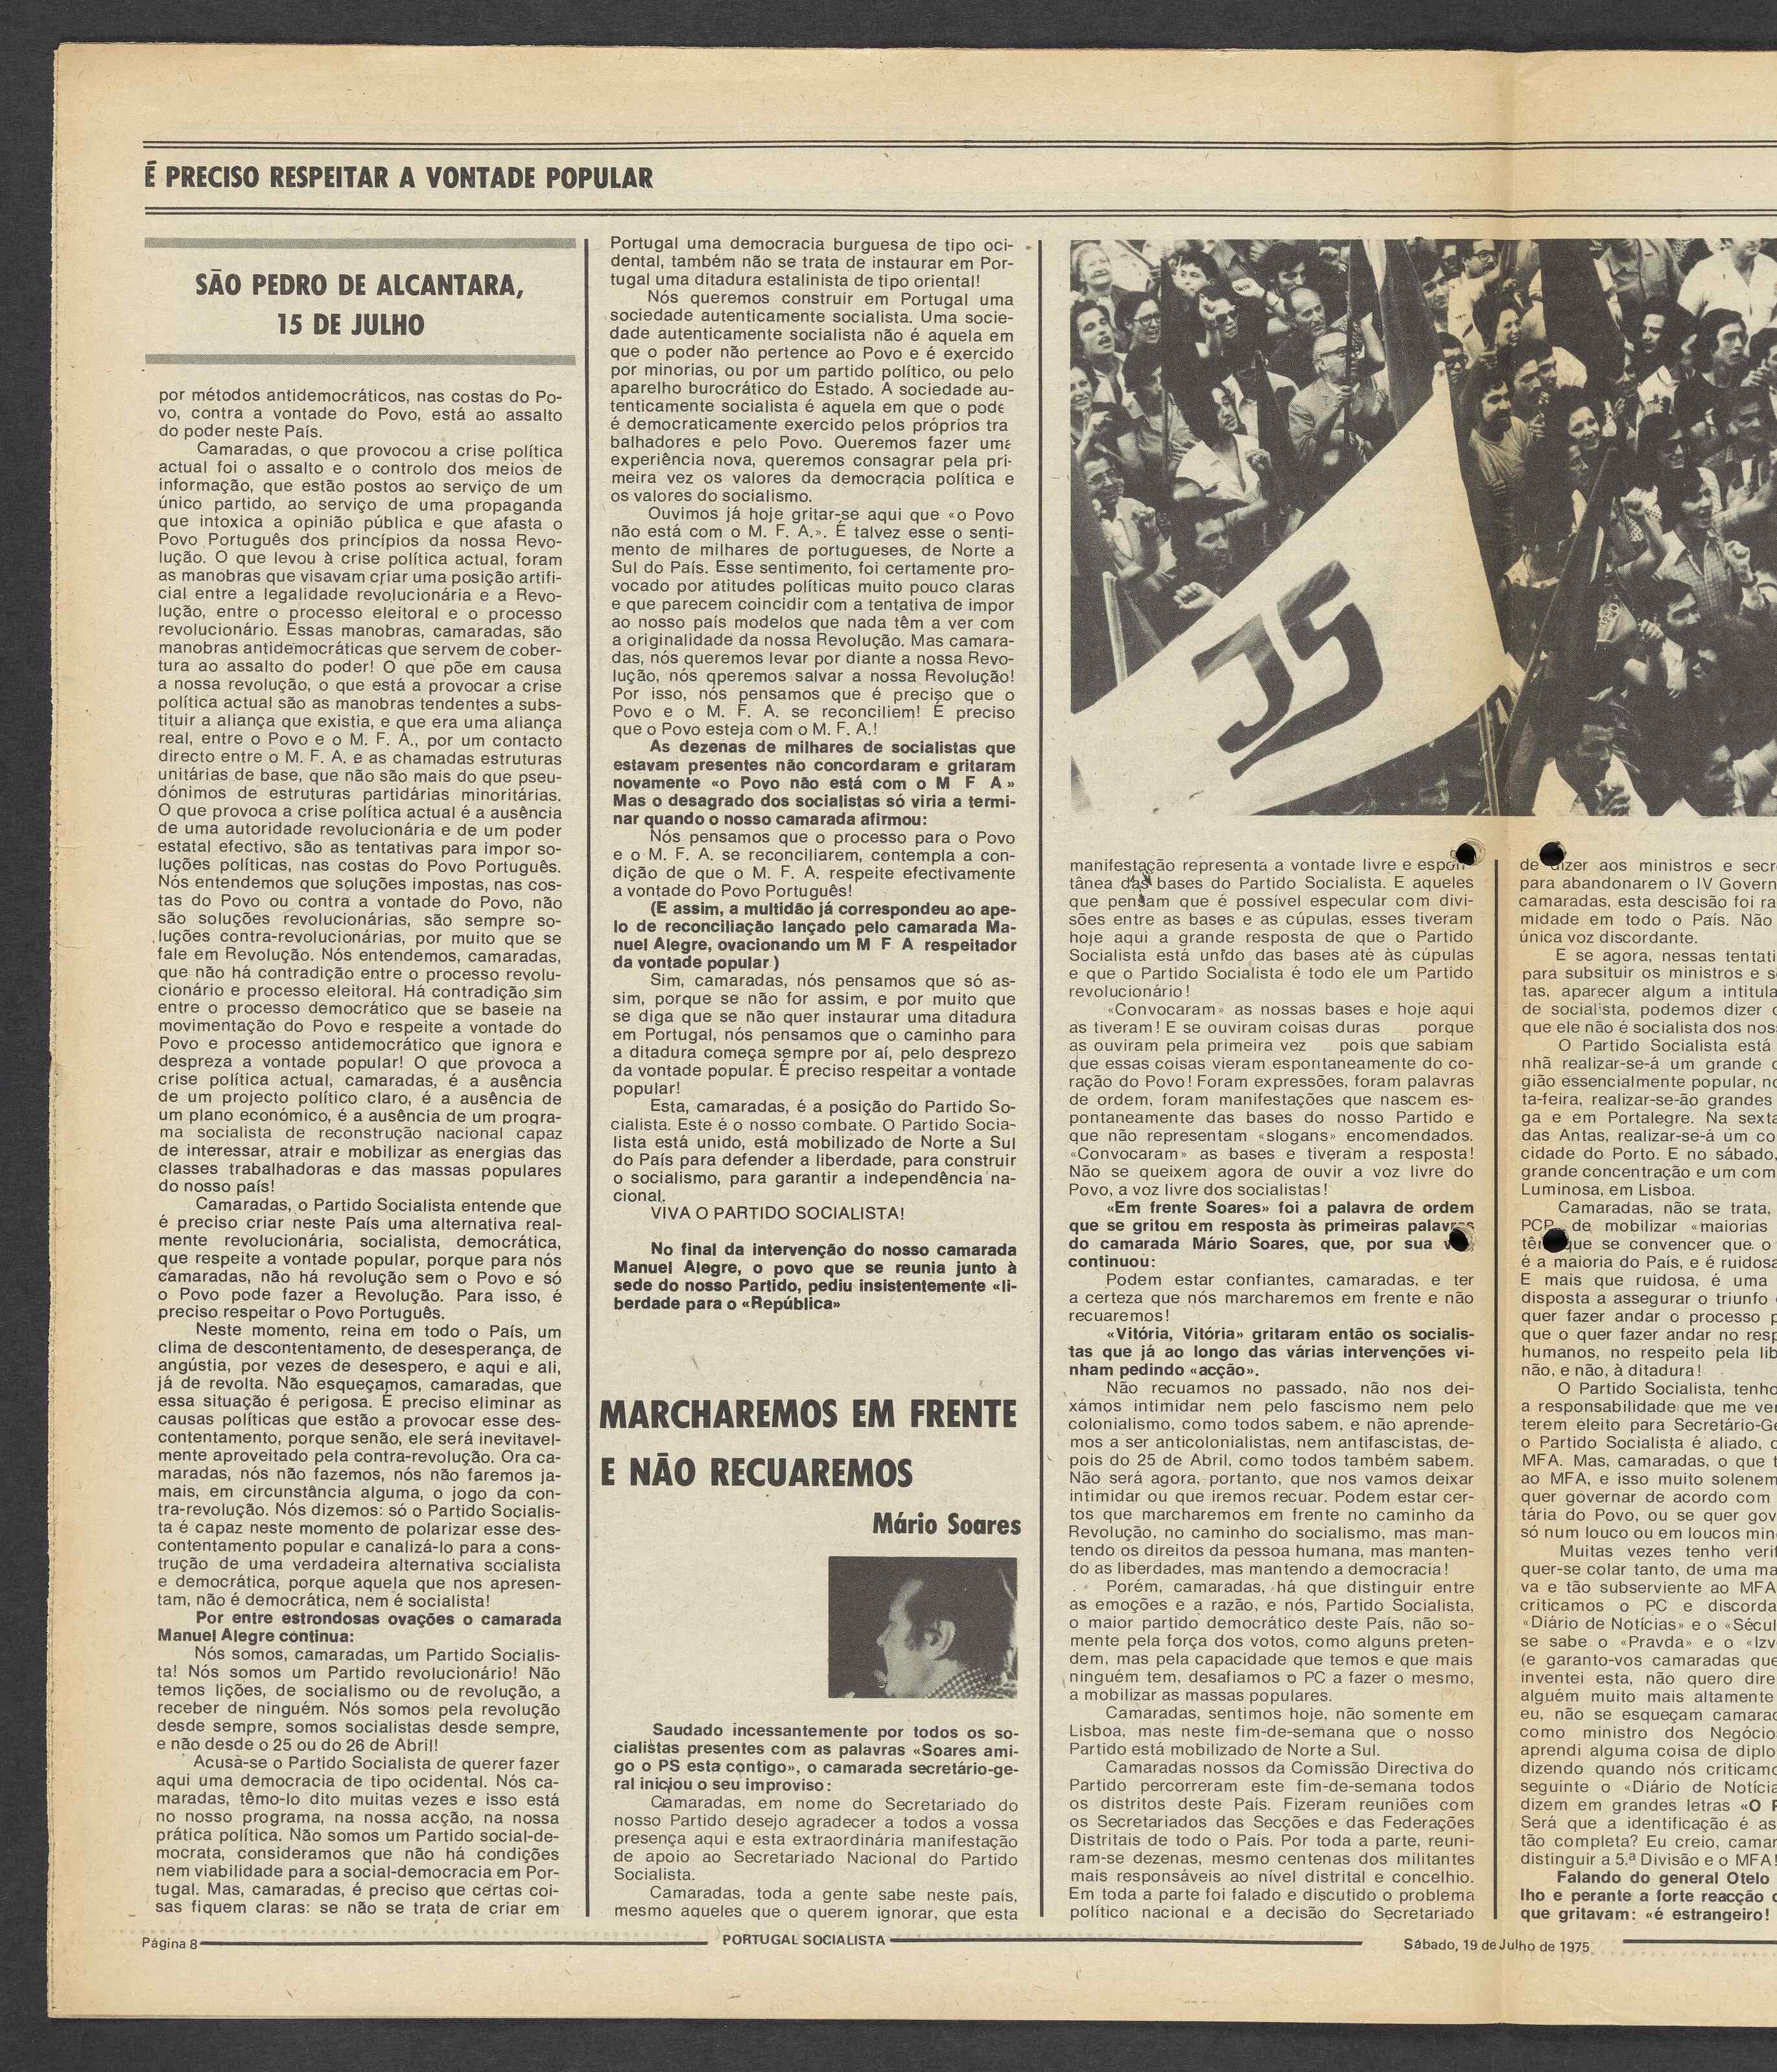 É PRECISO RESPEITAR A VONTADE POPULAR
SÃO PEDRO DE ALCANTARA,
15 DE JULHO
por métodos antidemocráticos, nas costas do Po-
vo, contra a vontade do Povo, está ao assalto
do poder neste País.
Camaradas, o que provocou a crise política
actual foi o assalto e o controlo dos meios de
informação, que estão postos ao serviço de um
único partido, ao serviço de uma propaganda
que intoxica a opinião pública e que afasta o
Povo Português dos princípios da nossa Revo-
lução. O que levou à crise política actual, foram
as manobras que visavam criar uma posição artifi-
cial entre a legalidade revolucionária e a Revo-
lução, entre o processo eleitoral e o processo
revolucionário. Essas manobras, camaradas, são
manobras antidemocráticas que servem de cober-
tura ao assalto do poder! O que põe em causa
a nossa revolução, o que está a provocar a crise
política actual são as manobras tendentes a subs-
tituir a aliança que existia, e que era uma aliança
real, entre o Povo e o M. F. A., por um contacto
directo entre o M. F. A. e as chamadas estruturas
unitárias de base, que não são mais do que pseu-
dónimos de estruturas partidárias minoritárias.
O que provoca a crise política actual é a ausência
de uma autoridade revolucionária e de um poder
estatal efectivo, são as tentativas para impor so-
luções políticas, nas costas do Povo Português.
Nós entendemos que soluções impostas, nas cos-
tas do Povo ou contra a vontade do Povo, não
são soluções revolucionárias, são sempre so-
luções contra-revolucionárias, por muito que se
fale em Revolução. Nós entendemos, camaradas,
que não há contradição entre o processo revolu-
cionário e processo eleitoral. Há contradição sim
entre o processo democrático que se baseie na
movimentação do Povo e respeite a vontade do
Povo e processo antidemocrático que ignora e
despreza a vontade popular! O que provoca a
crise política actual, camaradas, é a ausência
de um projecto político claro, é a ausência de
um plano económico, é a ausência de um progra-
ma socialista de reconstrução nacional capaz
de interessar, atrair e mobilizar as energias das
classes trabalhadoras e das massas populares
do nosso país!
Camaradas, o Partido Socialista entende que
é preciso criar neste País uma alternativa real-
mente revolucionária, socialista, democrática,
que respeite a vontade popular, porque para nós
camaradas, não há revolução sem o Povo e só
o Povo pode fazer a Revolução. Para isso, é
preciso respeitar o Povo Português.
Neste momento, reina em todo o País, um
clima de descontentamento, de desesperança, de
angústia, por vezes de desespero, e aqui e ali,
já de revolta. Não esqueçamos, camaradas, que
essa situação é perigosa. É preciso eliminar as
causas políticas que estão a provocar esse des-
contentamento, porque senão, ele será inevitavel-
mente aproveitado pela contra-revolução. Ora ca-
maradas, nós não fazemos, nós não faremos ja-
mais, em circunstância alguma, o jogo da con-
tra-revolução. Nós dizemos: só o Partido Socialis-
ta é capaz neste momento de polarizar esse des-
contentamento popular e canalizá-lo para a cons-
trução de uma verdadeira alternativa socialista
e democrática, porque aquela que nos apresen-
tam, não é democrática, nem é socialista!
Por entre estrondosas ovações o camarada
Manuel Alegre continua:
Nós somos, camaradas, um Partido Socialis-
ta! Nós somos um Partido revolucionário! Não
temos lições, de socialismo ou de revolução, a
receber de ninguém. Nós somos pela revolução
desde sempre, somos socialistas desde sempre,
e não desde o 25 ou do 26 de Abril!
Acusa-se o Partido Socialista de querer fazer
aqui uma democracia de tipo ocidental. Nós ca-
maradas, têmo-lo dito muitas vezes e isso está
no nosso programa, na nossa acção, na nossa
prática política. Não somos um Partido social-de-
mocrata, consideramos que não há condições
nem viabilidade para a social-democracia em Por-
tugal. Mas, camaradas, é preciso que certas coi-
sas fiquem claras: se não se trata de criar em
Portugal uma democracia burguesa de tipo oci-
dental, também não se trata de instaurar em Por-
tugal uma ditadura estalinista de tipo oriental!
Nós queremos construir em Portugal uma
sociedade autenticamente socialista. Uma socie-
dade autenticamente socialista não é aquela em
que o poder não pertence ao Povo e é exercido
por minorias, ou por um partido político, ou pelo
aparelho burocrático do Estado. A sociedade au-
tenticamente socialista é aquela em que o pode
é democraticamente exercido pelos próprios tra
balhadores e pelo Povo. Queremos fazer uma
experiência nova, queremos consagrar pela pri-
meira vez os valores da democracia política e
os valores do socialismo.
Ouvimos já hoje gritar-se aqui que «o Povo
não está com o M. F. A.». É talvez esse o senti-
mento de milhares de portugueses, de Norte a
Sul do País. Esse sentimento, foi certamente pro-
vocado por atitudes políticas muito pouco claras
e que parecem coincidir com a tentativa de impor
ao nosso país modelos que nada têm a ver com
a originalidade da nossa Revolução. Mas camara-
das, nós queremos levar por diante a nossa Revo-
lução, nós qperemos salvar a nossa Revolução!
Por isso, nós pensamos que é preciso que o
Povo e o M. F. A. se reconciliem! É preciso
que o Povo esteja com o M. F. A.!
As dezenas de milhares de socialistas que
estavam presentes não concordaram e gritaram
novamente «o Povo não está com o M F A»
Mas o desagrado dos socialistas só viria a termi-
nar quando o nosso camarada afirmou:
Nós pensamos que o processo para o Povo
e o M. F. A. se reconciliarem, contempla a con-
dição de que o M. F. A. respeite efectivamente
a vontade do Povo Português!
(E assim, a multidão já correspondeu ao ape-
lo de reconciliação lançado pelo camarada Ma-
nuel Alegre, ovacionando um M F A respeitador
da vontade popular)
Sim, camaradas, nós pensamos que só as-
sim, porque se não for assim, e por muito que
se diga que se não quer instaurar uma ditadura
em Portugal, nós pensamos que o caminho para
a ditadura começa sempre por aí, pelo desprezo
da vontade popular. É preciso respeitar a vontade
popular!
Esta, camaradas, é a posição do Partido So-
cialista. Este é o nosso combate. O Partido Socia-
lista está unido, está mobilizado de Norte a Sul
do País para defender a liberdade, para construir
o socialismo, para garantir a independência na-
cional.
VIVA O PARTIDO SOCIALISTA!
No final da intervenção do nosso camarada
Manuel Alegre, o povo que se reunia junto à
sede do nosso Partido, pediu insistentemente «li-
berdade para o «República»
MARCHAREMOS EM FRENTE
E NÃO RECUAREMOS
Mário Soares
Saudado incessantemente por todos os so-
cialistas presentes com as palavras «Soares ami-
go o PS esta contigo», o camarada secretário-ge-
ral iniciou o seu improviso:
Camaradas, em nome do Secretariado do
nosso Partido desejo agradecer a todos a vossa
presença aqui e esta extraordinária manifestação
de apoio ao Secretariado Nacional do Partido
Socialista.
Camaradas, toda a gente sabe neste país,
mesmo aqueles que o querem ignorar, que esta
JS
manifestação representa a vontade livre e espon
tânea das bases do Partido Socialista. E aqueles
que pensam que é possível especular com divi-
sões entre as bases e as cúpulas, esses tiveram
hoje aqui a grande resposta de que o Partido
Socialista está unido das bases até às cúpulas
e que o Partido Socialista é todo ele um Partido
revolucionário!
«Convocaram» as nossas bases e hoje aqui
as tiveram! E se ouviram coisas duras porque
as ouviram pela primeira vez pois que sabiam
que essas coisas vieram espontaneamente do co-
ração do Povo! Foram expressões, foram palavras
de ordem, foram manifestações que nascem es-
pontaneamente das bases do nosso Partido e
que não representam «slogans» encomendados.
«Convocaram» as bases e tiveram a resposta!
Não se queixem agora de ouvir a voz livre do
Povo, a voz livre dos socialistas!
«Em frente Soares» foi a palavra de ordem
que se gritou em resposta às primeiras palavras
do camarada Mário Soares, que, por sua
continuou:
Podem estar confiantes, camaradas, e ter
a certeza que nós marcharemos em frente e não
recuaremos!
«Vitória, Vitória» gritaram então os socialis-
tas que já ao longo das várias intervenções vi-
nham pedindo «acção».
Não recuamos no passado, não nos dei-
xámos intimidar nem pelo fascismo nem pelo
colonialismo, como todos sabem, e não aprende-
mos a ser anticolonialistas, nem antifascistas, de-
pois do 25 de Abril, como todos também sabem.
Não será agora, portanto, que nos vamos deixar
intimidar ou que iremos recuar. Podem estar cer-
tos que marcharemos em frente no caminho da
Revolução, no caminho do socialismo, mas man-
tendo os direitos da pessoa humana, mas manten-
do as liberdades, mas mantendo a democracia!
Porém, camaradas, há que distinguir entre
as emoções e a razão, e nós, Partido Socialista,
o maior partido democrático deste País, não so-
mente pela força dos votos, como alguns preten-
dem, mas pela capacidade que temos e que mais
ninguém tem, desafiamos o PC a fazer o mesmo,
a mobilizar as massas populares.
Camaradas, sentimos hoje, não somente em
Lisboa, mas neste fim-de-semana que o nosso
Partido está mobilizado de Norte a Sul.
Camaradas nossos da Comissão Directiva do
Partido percorreram este fim-de-semana todos
os distritos deste País. Fizeram reuniões com
os Secretariados das Secções e das Federações
Distritais de todo o País. Por toda a parte, reuni-
ram-se dezenas, mesmo centenas dos militantes
mais responsáveis ao nível distrital e concelhio.
Em toda a parte foi falado e discutido o problema
político nacional e a decisão do Secretariado
de dizer aos ministros e secre
para abandonarem o IV Govern
camaradas, esta descisão foi ra
midade em todo o País. Não
única voz discordante.
E se agora, nessas tentati
para subsituir os ministros e s
tas, aparecer algum a intitula
de socialista, podemos dizer
que ele não é socialista dos nos
O Partido Socialista está
nhã realizar-se-á um grande
gião essencialmente popular, no
ta-feira, realizar-se-ão grandes
ga e em Portalegre. Na sexta
das Antas, realizar-se-á um co
cidade do Porto. E no sábado,
grande concentração e um com
Luminosa, em Lisboa.
Camaradas, não se trata,
PCP de mobilizar «maiorias
que se convencer que o
é a maioria do País, e é ruidosa
E mais que ruidosa, é uma
disposta a assegurar o triunfo
quer fazer andar o processo p
que o quer fazer andar no resp
humanos, no respeito pela lib
não, e não, à ditadura!
O Partido Socialista, tenho
a responsabilidade que me ver
terem eleito para Secretário-Ge
o Partido Socialista é aliado,
MFA. Mas, camaradas, o que t
ao MFA, e isso muito solenem
quer governar de acordo com
tária do Povo, ou se quer gov
só num louco ou em loucos min
Muitas vezes tenho verif
quer-se colar tanto, de uma ma
va e tão subserviente ao MFA
criticamos o PC e discorda
«Diário de Notícias» e o «Sécul
se sabe o «Pravda» e o «Izv
(e garanto-vos camaradas que
inventei esta, não quero dire
alguém muito mais altamente
eu, não se esqueçam camarad
como ministro dos Negócio
aprendi alguma coisa de diplo
dizendo quando nós criticamo
seguinte o «Diário de Notícia
dizem em grandes letras «O P
Será que a identificação é as
tão completa? Eu creio, camar
distinguir a 5.ª Divisão e o MFA!
Falando do general Otelo
lho e perante a forte reacção
que gritavam: «é estrangeiro!
Página 8
PORTUGAL SOCIALISTA
Sábado, 19 de Julho de 1975